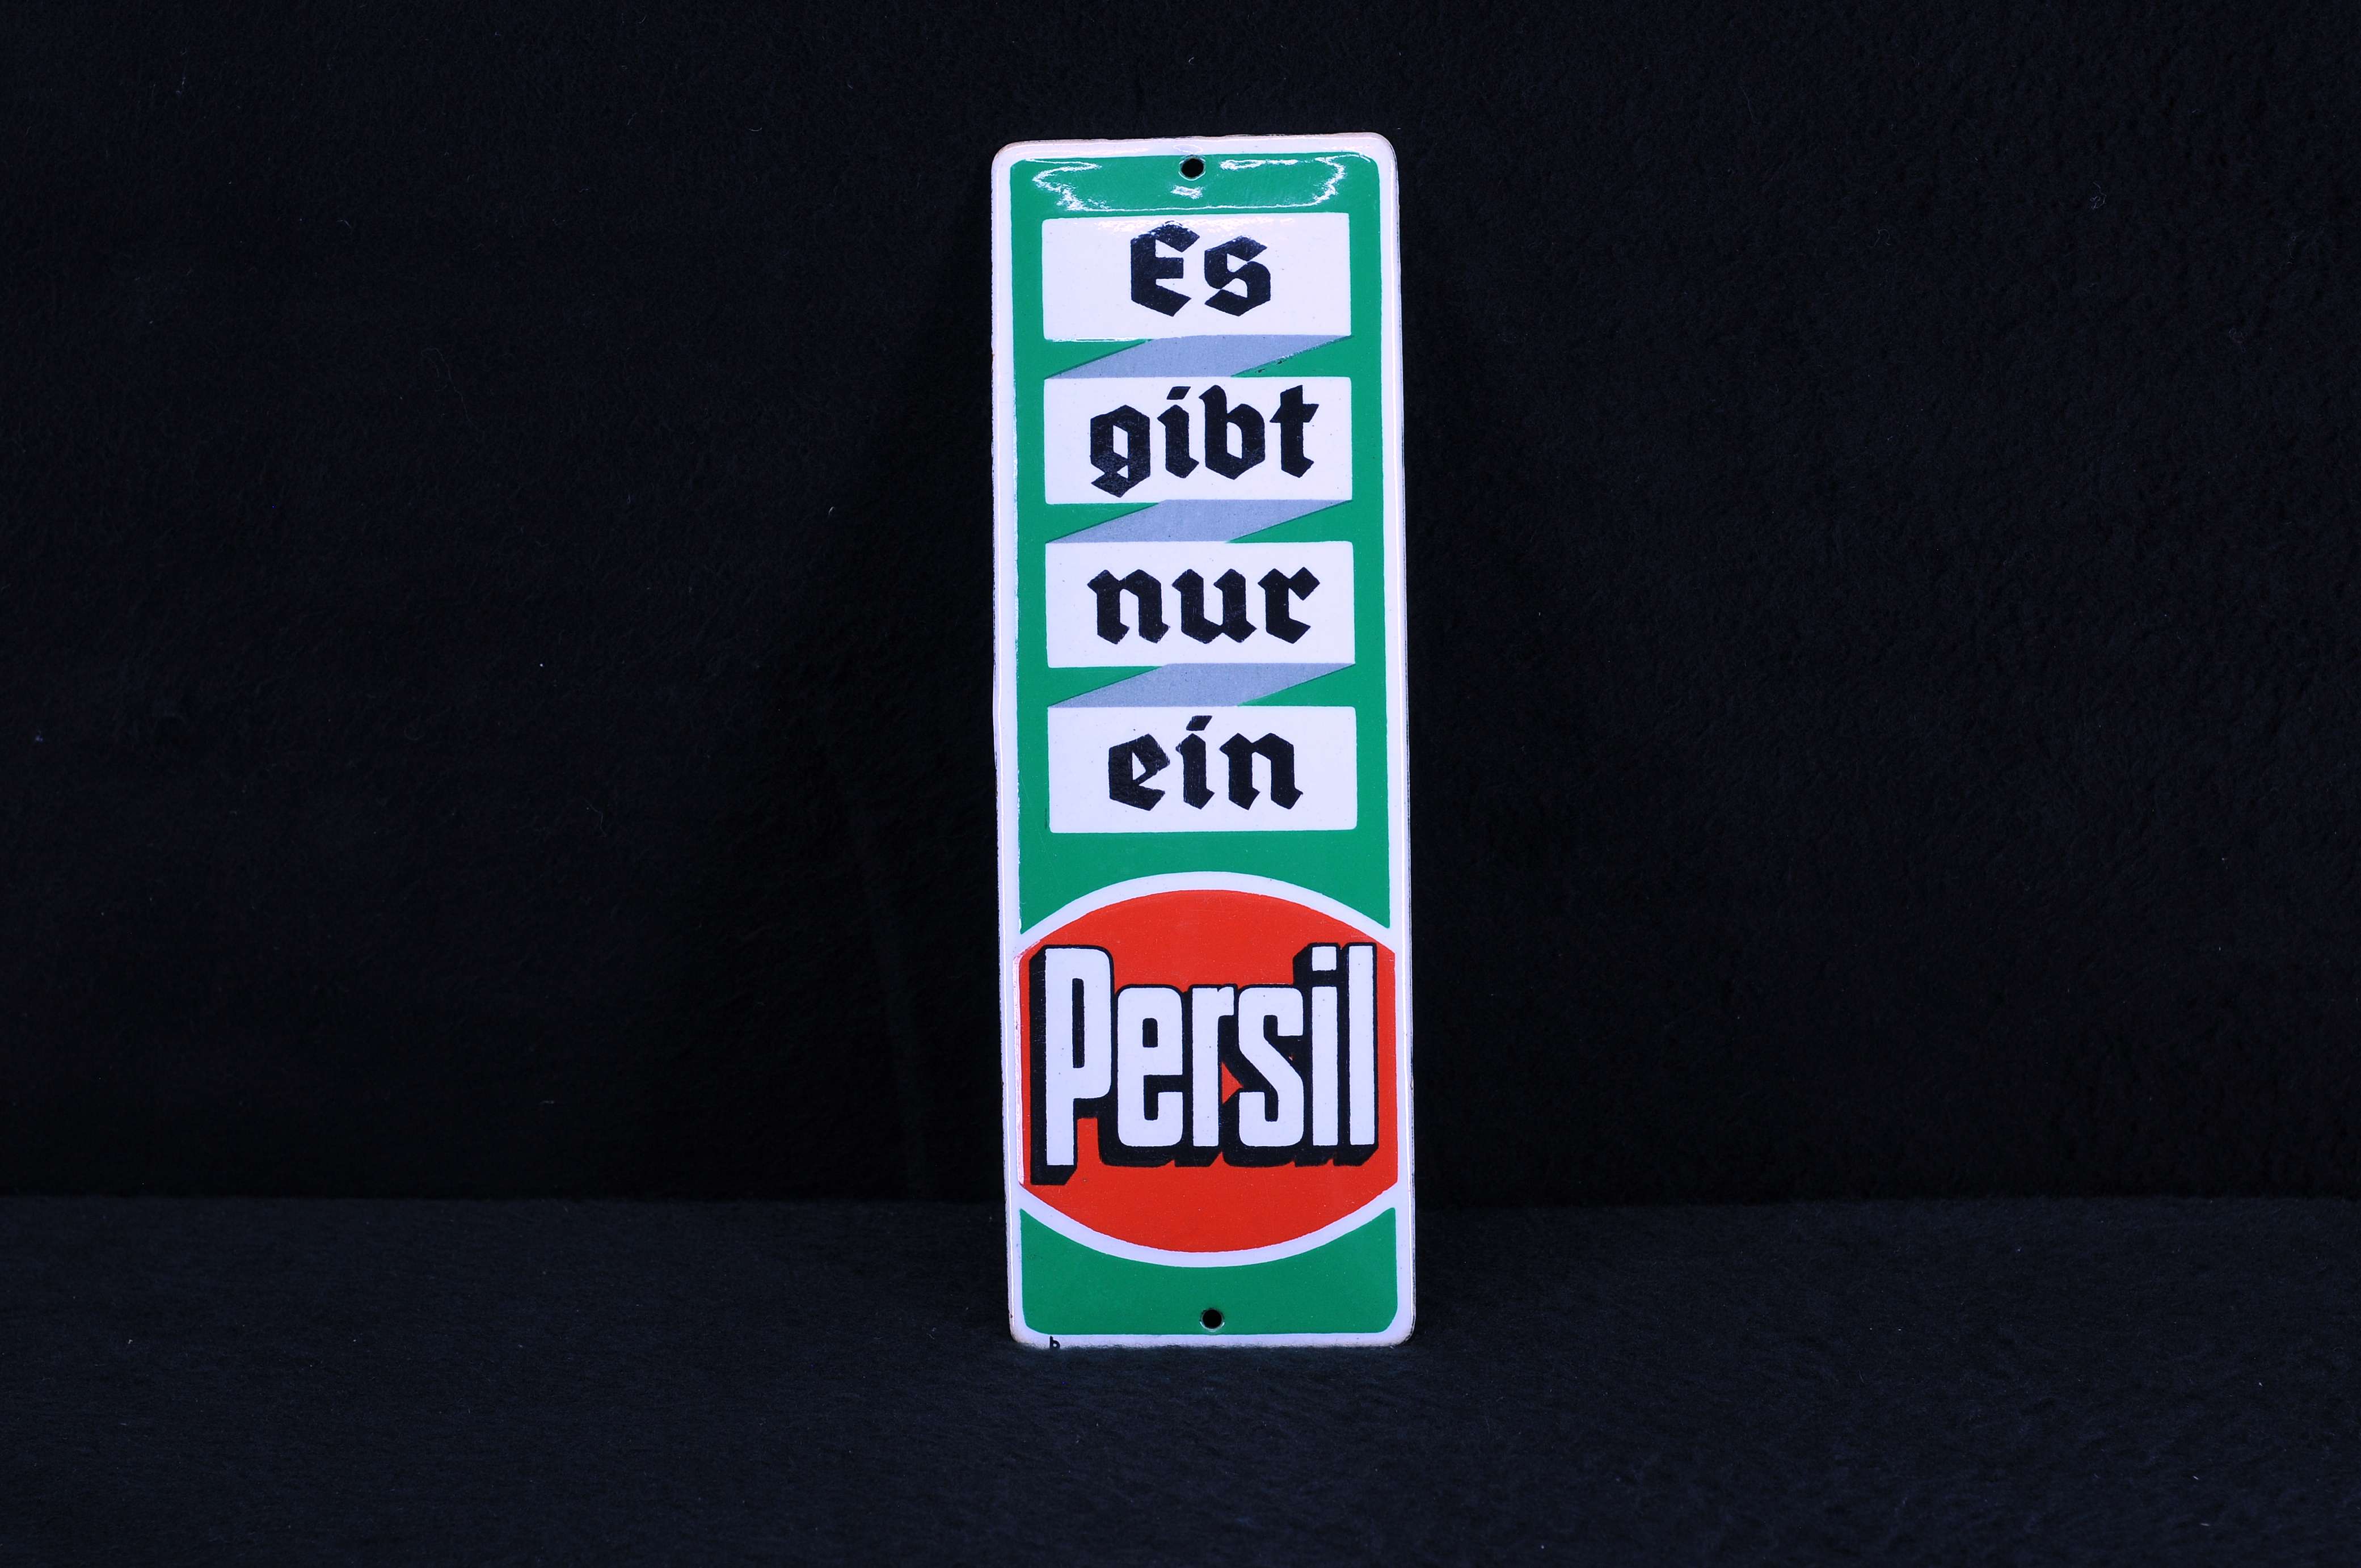 Es
gibt
nur
ein
Persil